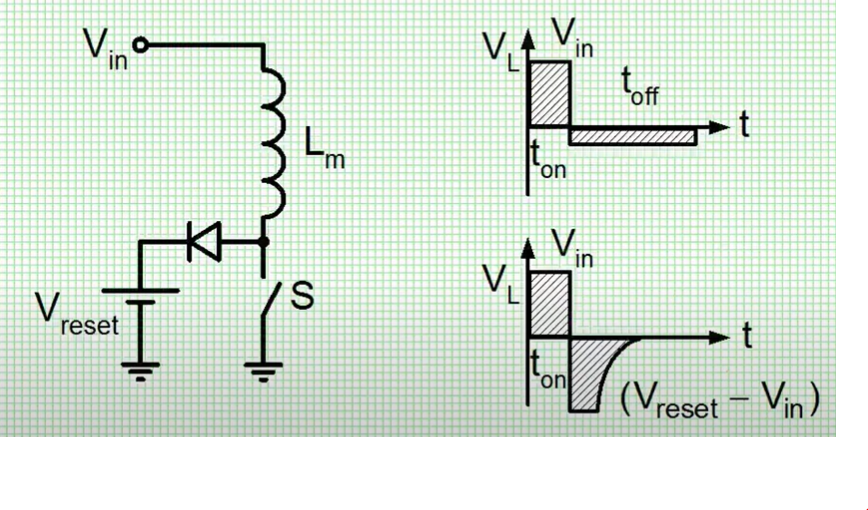 Vin
Lm
S
Vreset
VL
Vin
toff
t
ton
VL
Vin
t
ton
(Vreset – Vin)